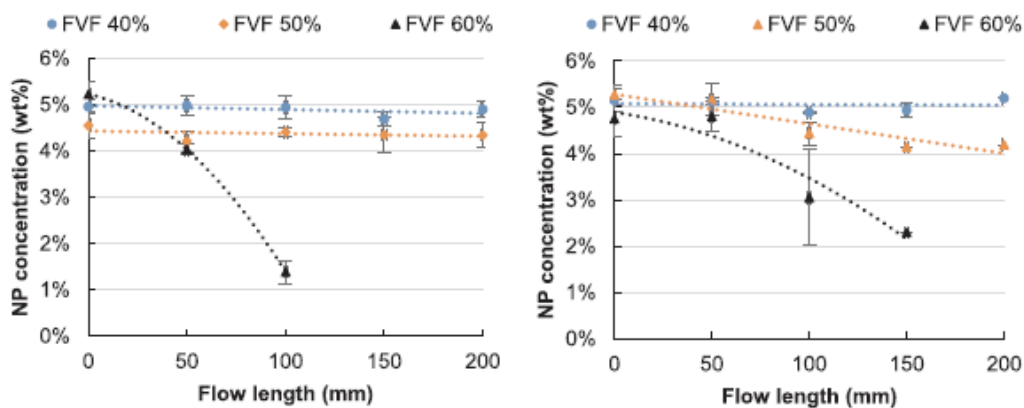 FVF 40% FVF 50% FVF 60%
NP concentration (wt%)
6%
5%
4%
3%
2%
1%
0%
0 50 100 150 200
Flow length (mm)
FVF 40% FVF 50% FVF 60%
NP concentration (wt%)
6%
5%
4%
3%
2%
1%
0%
0 50 100 150 200
Flow length (mm)